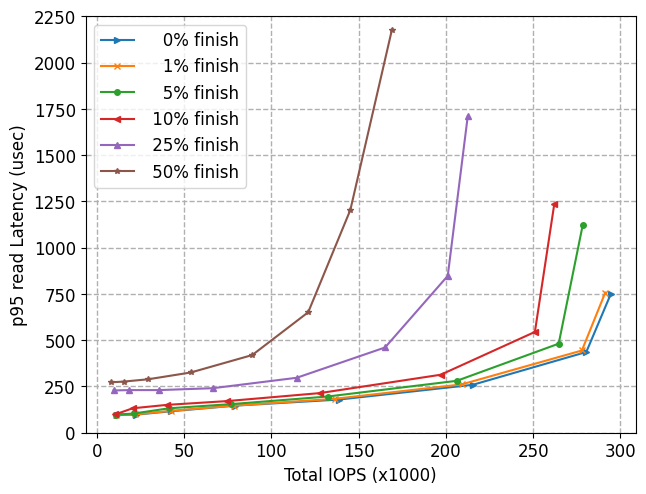 0% finish
1% finish
5% finish
10% finish
25% finish
50% finish
p95 read Latency (usec)
2250
2000
1750
1500
1250
1000
750
500
250
0
0 50 100 150 200 250 300
Total IOPS (x1000)